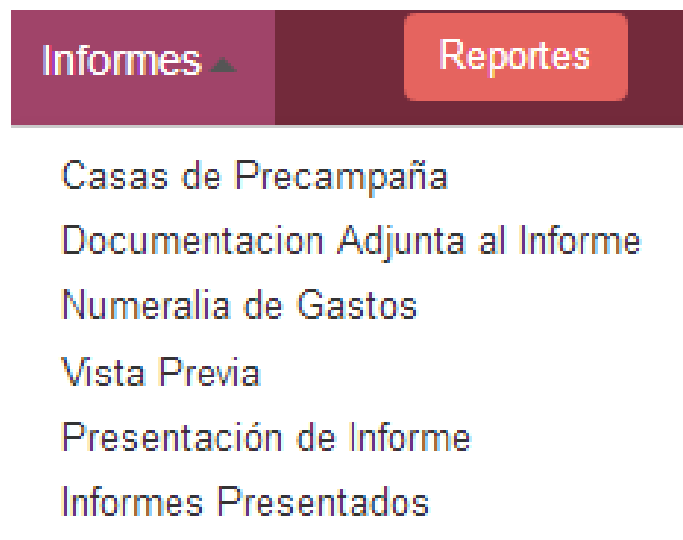 Informes
Reportes
Casas de Precampaña
Documentacion Adjunta al Informe
Numeralia de Gastos
Vista Previa
Presentación de Informe
Informes Presentados